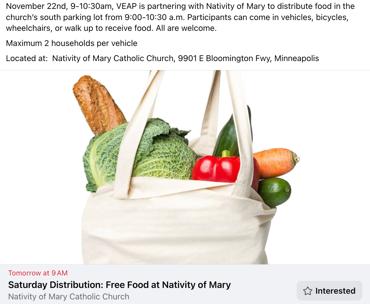 November 22nd, 9-10:30am, VEAP is partnering with Nativity of Mary to distribute food in the
church's south parking lot from 9:00-10:30 a.m. Participants can come in vehicles, bicycles,
wheelchairs, or walk up to receive food. All are welcome.
Maximum 2 households per vehicle
Located at: Nativity of Mary Catholic Church, 9901 E Bloomington Fwy, Minneapolis
Tomorrow at 9 AM
Saturday Distribution: Free Food at Nativity of Mary
Nativity of Mary Catholic Church
Interested